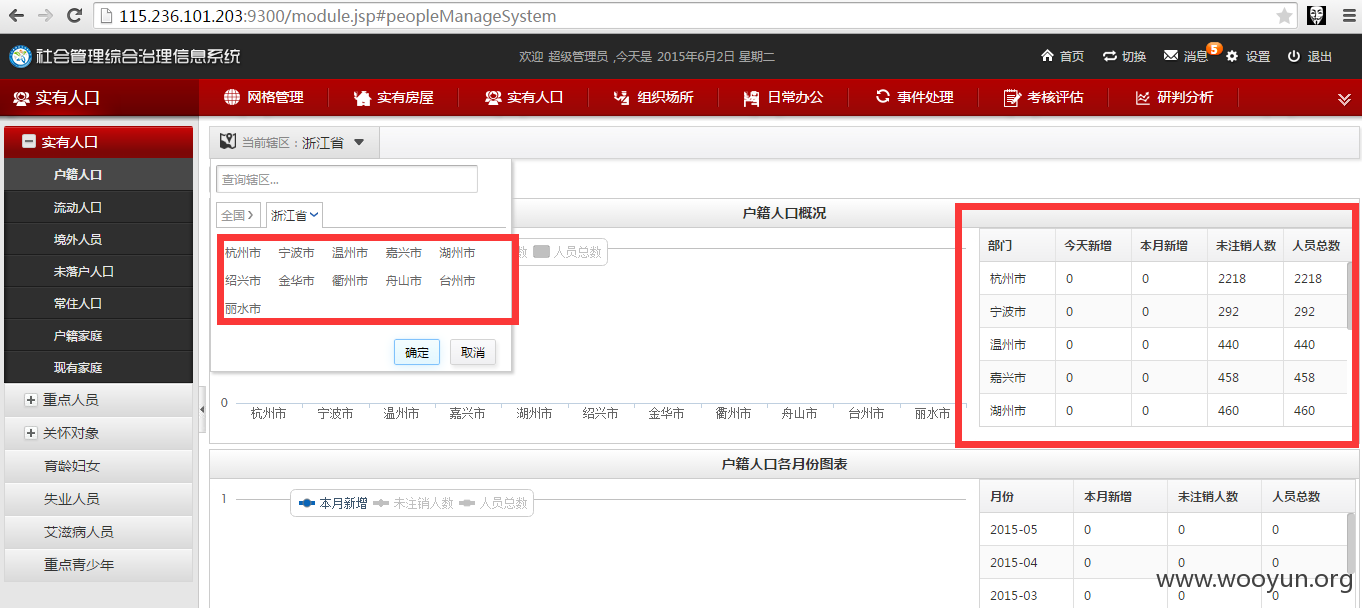 115.236.101.203:9300/module.jsp#peopleManageSystem
社会管理综合治理信息系统 欢迎 超级管理员 ,今天是 2015年6月2日 星期二 首页 切换 消息 5 设置 退出
实有人口 网格管理 实有房屋 实有人口 组织场所 日常办公 事件处理 考核评估 研判分析
实有人口
户籍人口
流动人口
境外人员
未落户人口
常住人口
户籍家庭
现有家庭
重点人员
关怀对象
育龄妇女
失业人员
艾滋病人员
重点青少年
当前辖区：浙江省
查询辖区...
全国 浙江省
杭州市 宁波市 温州市 嘉兴市 湖州市
绍兴市 金华市 衢州市 舟山市 台州市
丽水市
确定 取消
户籍人口概况
数 人员总数
0
杭州市 宁波市 温州市 嘉兴市 湖州市 绍兴市 金华市 衢州市 舟山市 台州市 丽水市
部门 今天新增 本月新增 未注销人数 人员总数
杭州市 0 0 2218 2218
宁波市 0 0 292 292
温州市 0 0 440 440
嘉兴市 0 0 458 458
湖州市 0 0 460 460
户籍人口各月份图表
1
本月新增 未注销人数 人员总数
月份 本月新增 未注销人数 人员总数
2015-05 0 0 0
2015-04 0 0 0
2015-03 0 0 0
www.wooyun.org